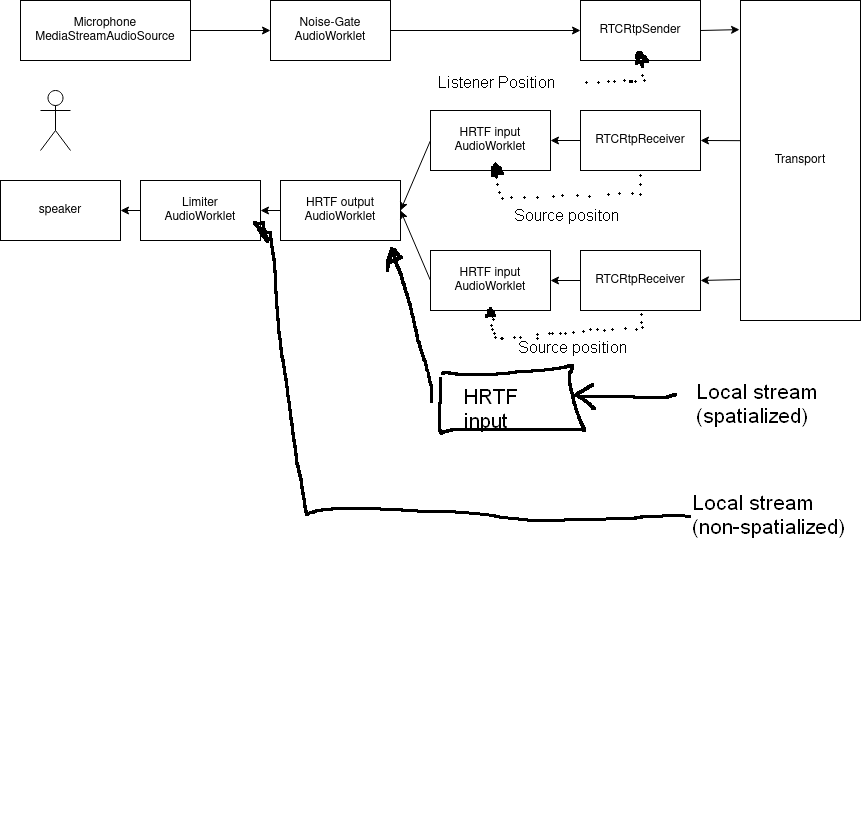 Microphone
MediaStreamAudioSource
Noise-Gate
AudioWorklet
RTCRtpSender
Listener Position
HRTF input
AudioWorklet
RTCRtpReceiver
Transport
Source positon
speaker
Limiter
AudioWorklet
HRTF output
AudioWorklet
HRTF input
AudioWorklet
RTCRtpReceiver
Source position
HRTF
input
Local stream
(spatialized)
Local stream
(non-spatialized)